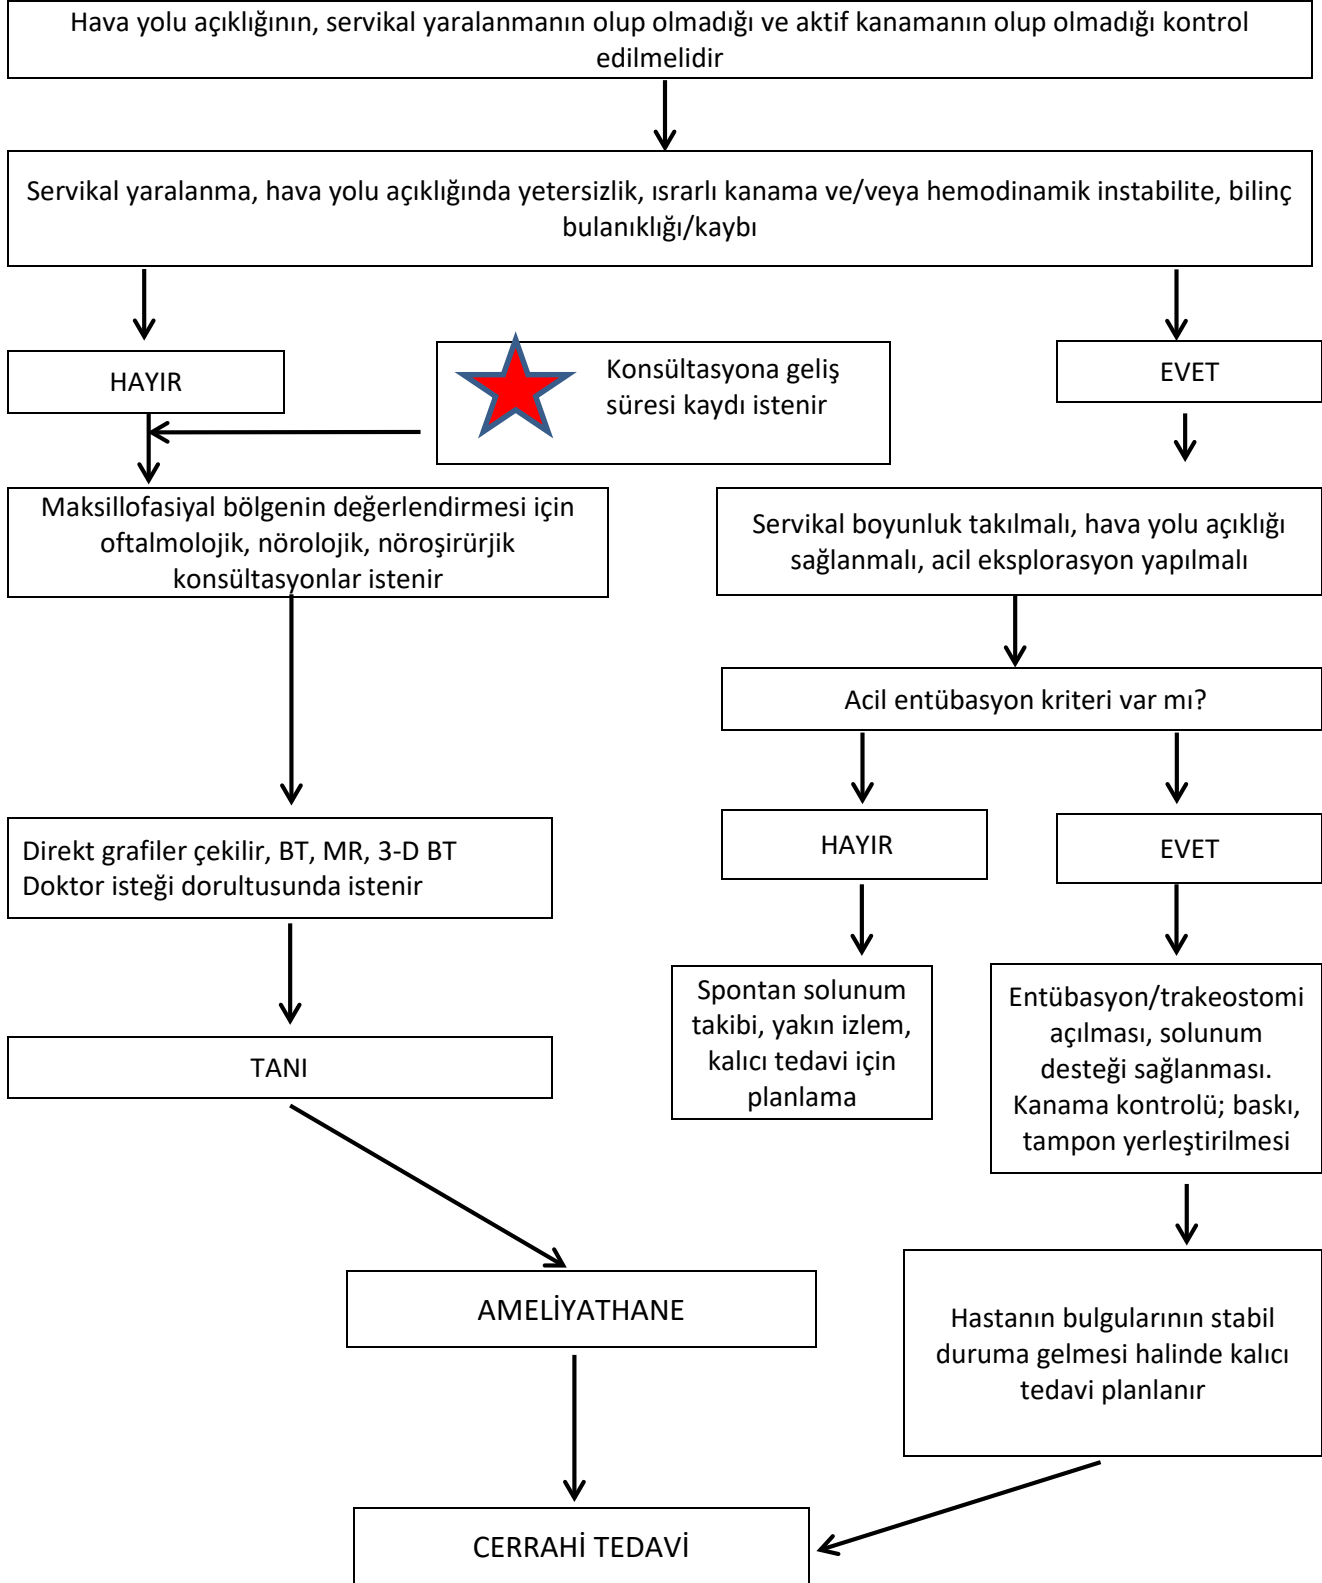 Hava yolu açıklığının, servikal yaralanmanın olup olmadığı ve aktif kanamanın olup olmadığı kontrol
edilmelidir
Servikal yaralanma, hava yolu açıklığında yetersizlik, ısrarlı kanama ve/veya hemodinamik instabilite, bilinç
bulanıklığı/kaybı
HAYIR
Konsültasyona geliş
süresi kaydı istenir
EVET
Maksillofasiyal bölgenin değerlendirmesi için
oftalmolojik, nörolojik, nöroşirürjik
konsültasyonlar istenir
Servikal boyunluk takılmalı, hava yolu açıklığı
sağlanmalı, acil eksplorasyon yapılmalı
Acil entübasyon kriteri var mı?
Direkt grafiler çekilir, BT, MR, 3-D BT
Doktor isteği dorultusunda istenir
HAYIR
EVET
TANI
Spontan solunum
takibi, yakın izlem,
kalıcı tedavi için
planlama
Entübasyon/trakeostomi
açılması, solunum
desteği sağlanması.
Kanama kontrolü; baskı,
tampon yerleştirilmesi
AMELİYATHANE
Hastanın bulgularının stabil
duruma gelmesi halinde kalıcı
tedavi planlanır
CERRAHİ TEDAVİ